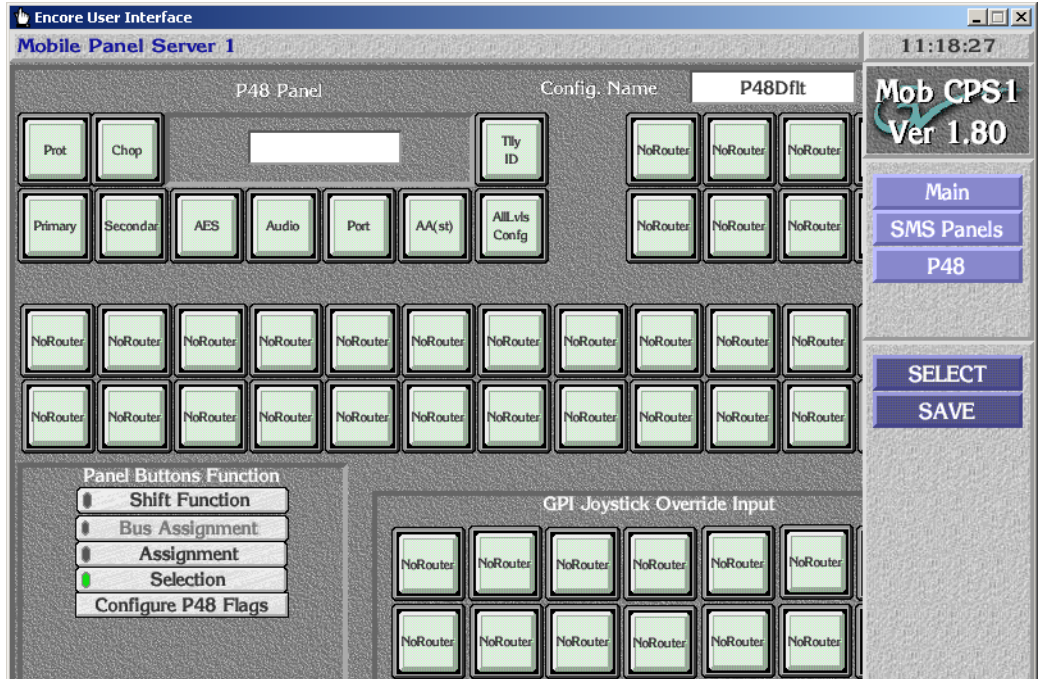 Encore User Interface
Mobile Panel Server 1
11:18:27
P48 Panel
Config. Name
P48Dflt
Mob CPS1
Ver 1.80
Prot
Chop
Tlly
ID
NoRouter NoRouter NoRouter
Main
Primary Secondar AES Audio Port AA(st) AllLvls
Confg
NoRouter NoRouter NoRouter
SMS Panels
P48
NoRouter NoRouter NoRouter NoRouter NoRouter NoRouter NoRouter NoRouter NoRouter NoRouter NoRouter
SELECT
NoRouter NoRouter NoRouter NoRouter NoRouter NoRouter NoRouter NoRouter NoRouter NoRouter NoRouter
SAVE
Panel Buttons Function
Shift Function
Bus Assignment
Assignment
Selection
Configure P48 Flags
GPI Joystick Override Input
NoRouter NoRouter NoRouter NoRouter NoRouter NoRouter
NoRouter NoRouter NoRouter NoRouter NoRouter NoRouter